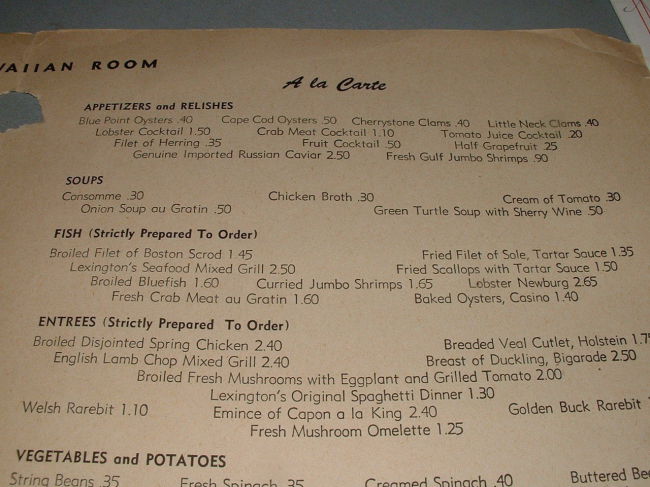 AIIAN ROOM
A la Carte
APPETIZERS and RELISHES
Blue Point Oysters .40 Cape Cod Oysters .50 Cherrystone Clams .40 Little Neck Clams .40
Lobster Cocktail 1.50 Crab Meat Cocktail 1.10 Tomato Juice Cocktail .20
Filet of Herring .35 Fruit Cocktail .50 Half Grapefruit .25
Genuine Imported Russian Caviar 2.50 Fresh Gulf Jumbo Shrimps .90
SOUPS
Consomme .30 Chicken Broth .30 Cream of Tomato .30
Onion Soup au Gratin .50 Green Turtle Soup with Sherry Wine .50
FISH (Strictly Prepared To Order)
Broiled Filet of Boston Scrod 1.45 Fried Filet of Sole, Tartar Sauce 1.35
Lexington's Seafood Mixed Grill 2.50 Fried Scallops with Tartar Sauce 1.50
Broiled Bluefish 1.60 Curried Jumbo Shrimps 1.65 Lobster Newburg 2.65
Fresh Crab Meat au Gratin 1.60 Baked Oysters, Casino 1.40
ENTREES (Strictly Prepared To Order)
Broiled Disjointed Spring Chicken 2.40 Breaded Veal Cutlet, Holstein
English Lamb Chop Mixed Grill 2.40 Breast of Duckling, Bigarade 2.50
Broiled Fresh Mushrooms with Eggplant and Grilled Tomato 2.00
Lexington's Original Spaghetti Dinner 1.30
Welsh Rarebit 1.10 Emince of Capon a la King 2.40 Golden Buck Rarebit
Fresh Mushroom Omelette 1.25
VEGETABLES and POTATOES
String Beans .35 Fresh Spinach .35 Creamed Spinach .40 Buttered